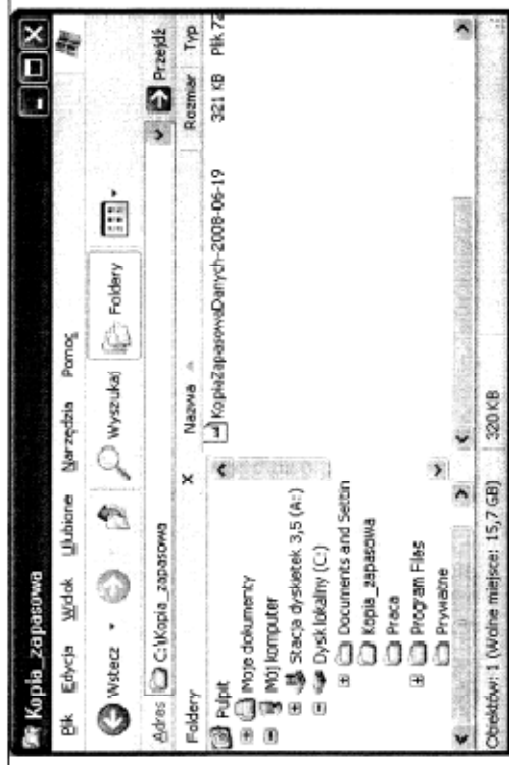 Kopia_zapasowa
Plik Edycja Widok Ulubione Narzędzia Pomoc
Wstecz Wyszukaj Foldery
Adres C:\Kopia_zapasowa Przejdź
Foldery X Nazwa Rozmiar Typ
Pulpit
Moje dokumenty
Mój komputer
Stacja dyskietek 3,5 (A:)
Dysk lokalny (C:)
Documents and Settin
Kopia_zapasowa
Praca
Program Files
Prywatne
KopiaZapasowaDanych-2008-06-19 321 KB Plik 72
Obiektów: 1 (Wolne miejsce: 15,7 GB) 320 KB